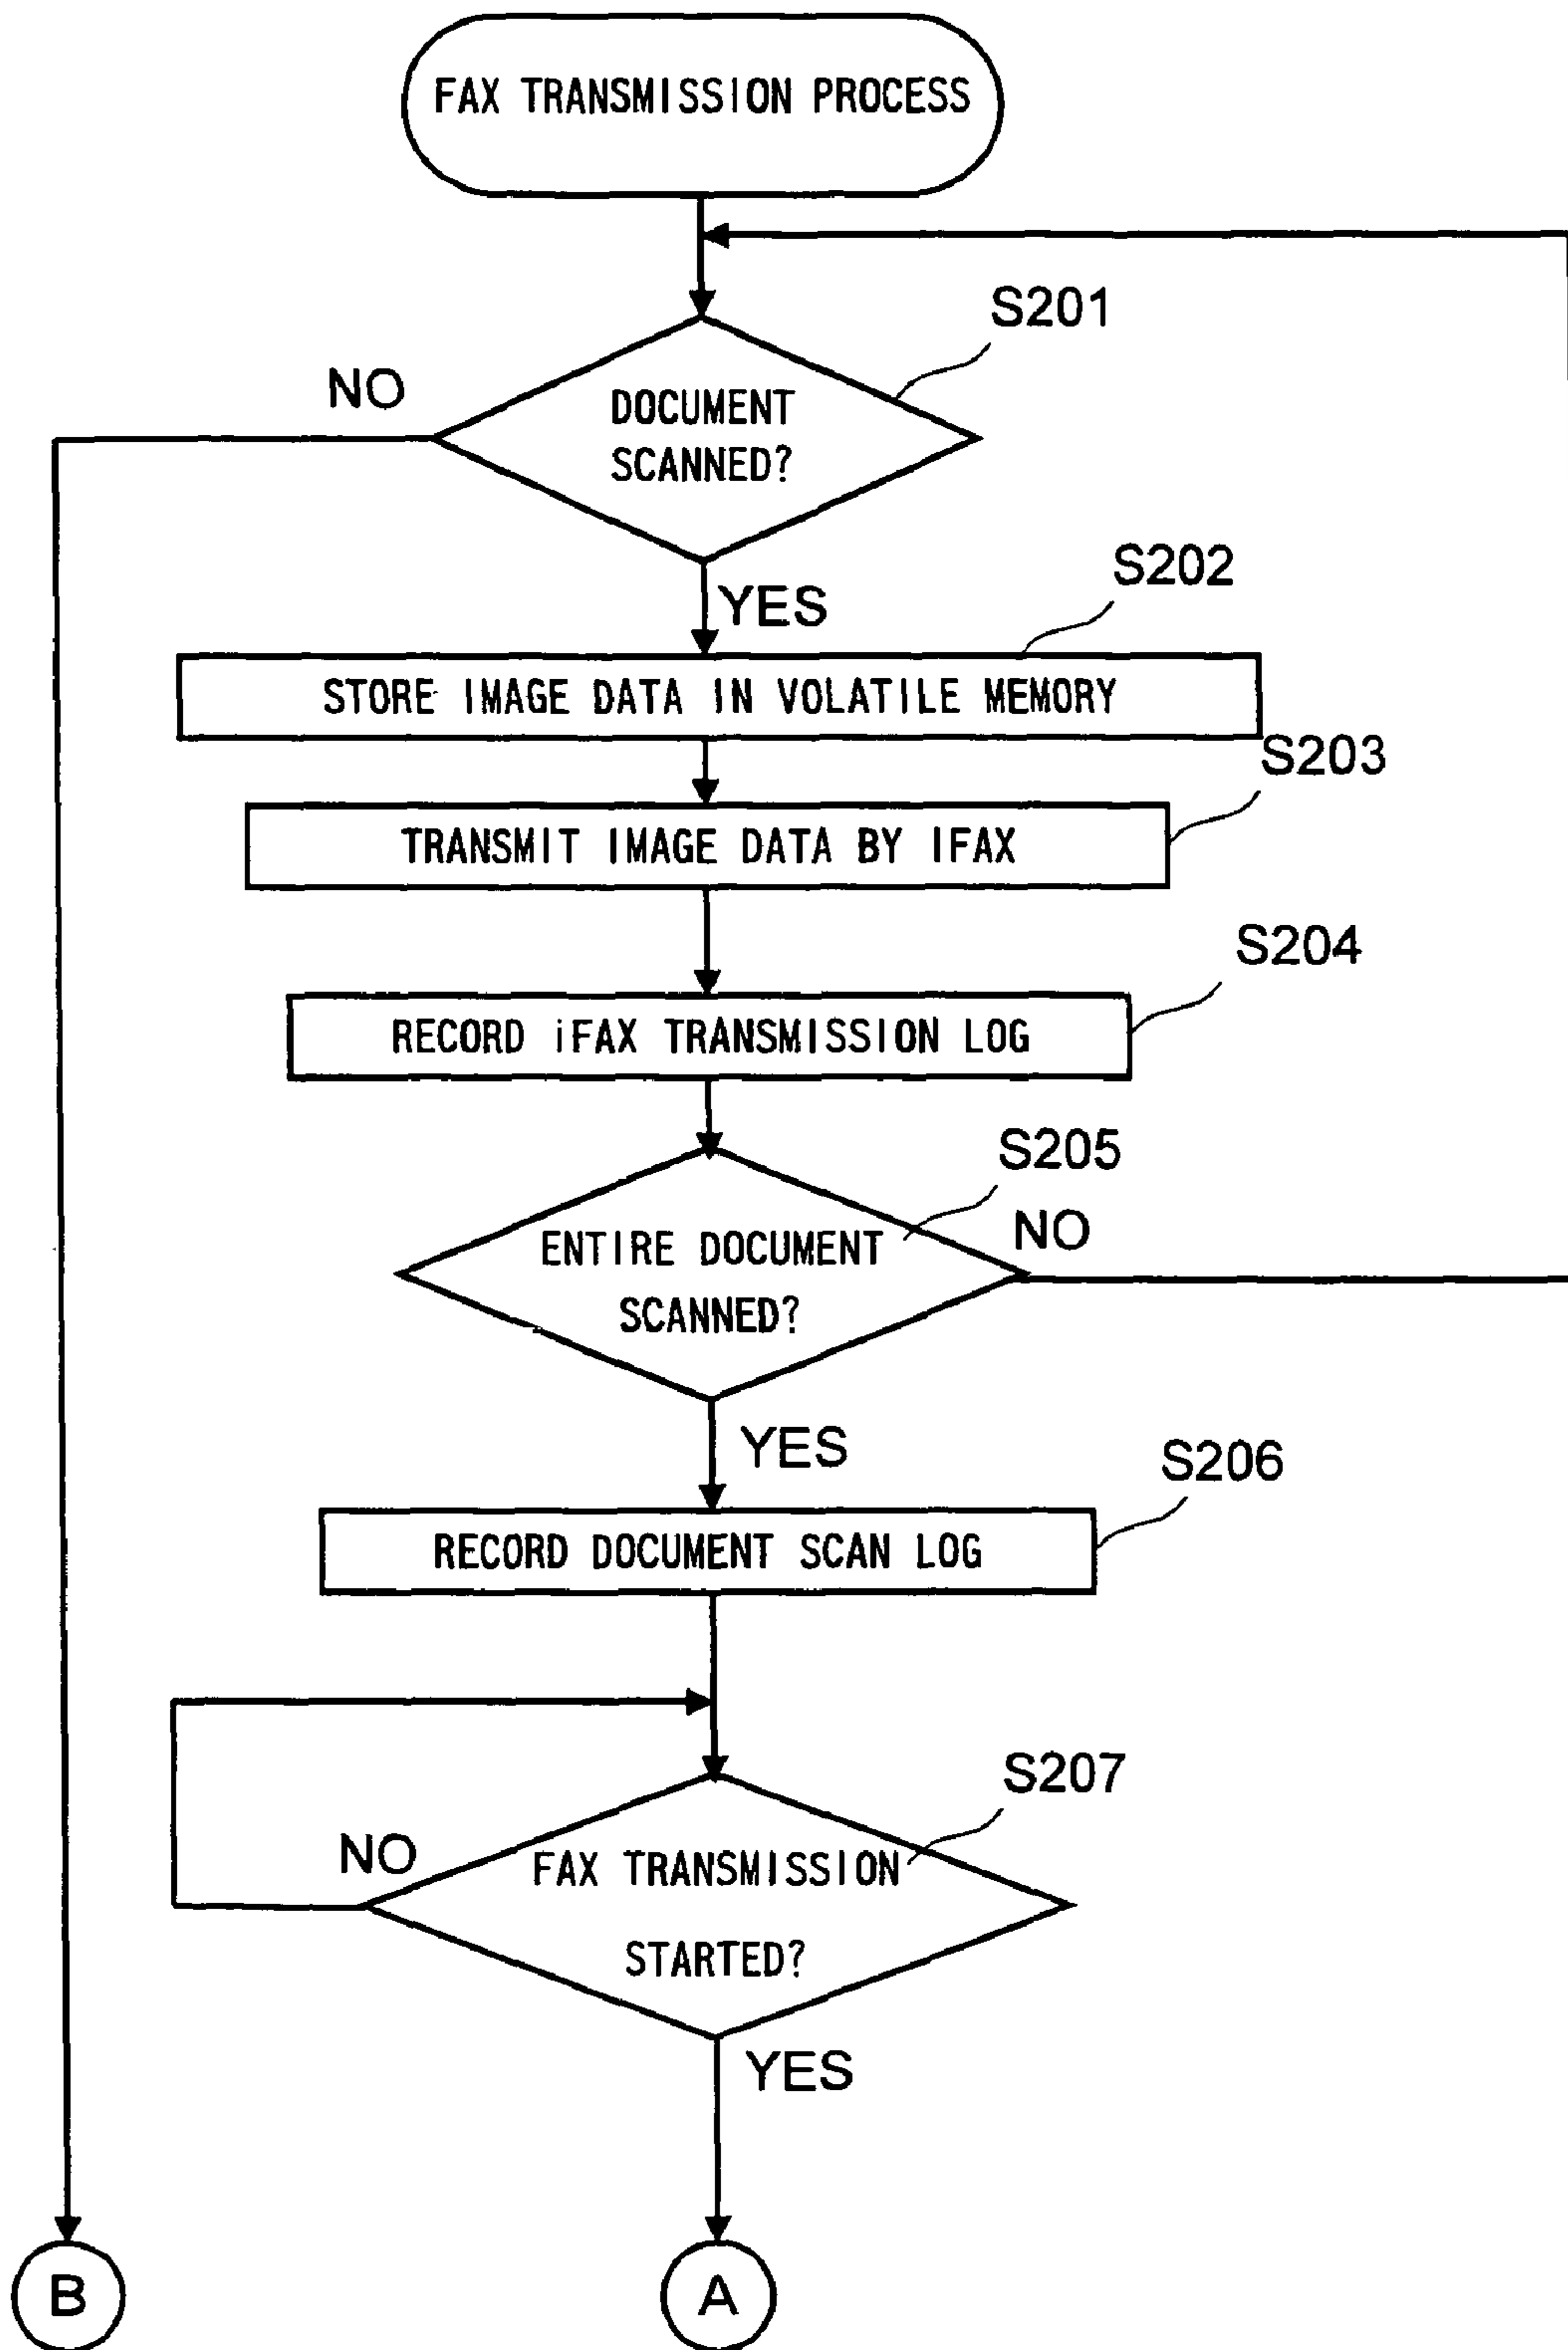 FAX TRANSMISSION PROCESS
S201
NO
DOCUMENT
SCANNED?
YES
S202
STORE IMAGE DATA IN VOLATILE MEMORY
S203
TRANSMIT IMAGE DATA BY IFAX
S204
RECORD iFAX TRANSMISSION LOG
S205
NO
ENTIRE DOCUMENT
SCANNED?
YES
S206
RECORD DOCUMENT SCAN LOG
S207
NO
FAX TRANSMISSION
STARTED?
YES
B
A